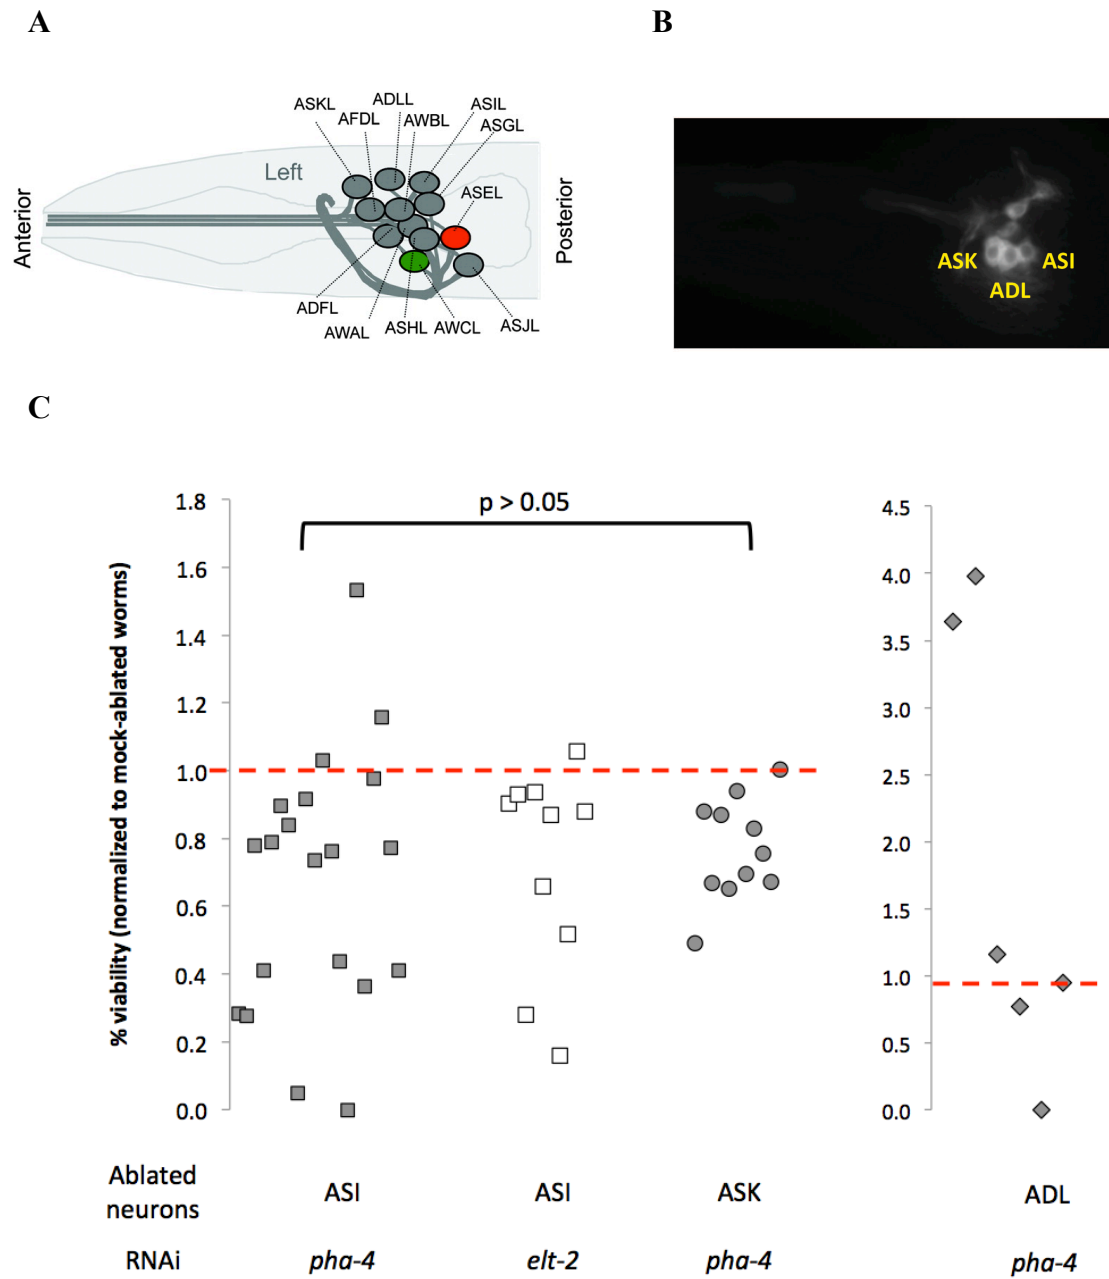 A
B
ASKL
ADLL
ASIL
AFDL
AWBL
ASGL
Left
ASEL
Anterior
Posterior
ADFL
AWAL
ASHL
AWCL
ASJL
ASK
ASI
ADL
C
p > 0.05
% viability (normalized to mock-ablated worms)
1.8
1.6
1.4
1.2
1.0
0.8
0.6
0.4
0.2
0.0
4.5
4.0
3.5
3.0
2.5
2.0
1.5
1.0
0.5
0.0
Ablated
neurons
ASI
ASI
ASK
ADL
RNAi
pha-4
elt-2
pha-4
pha-4